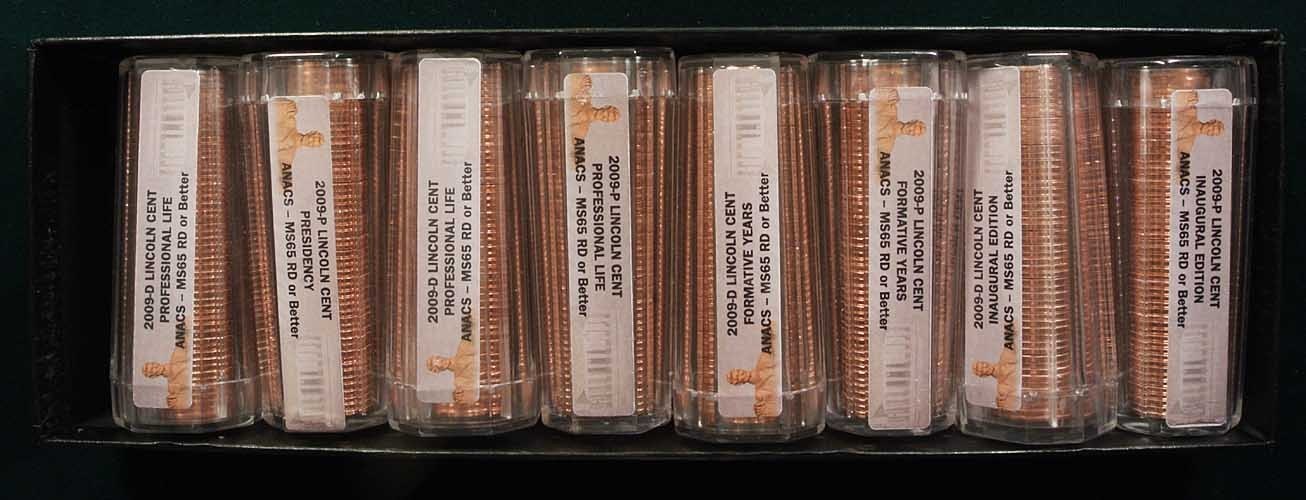 2009-D LINCOLN CENT
PROFESSIONAL LIFE
ANACS – MS65 RD or Better
2009-P LINCOLN CENT
PRESIDENCY
ANACS – MS65 RD or Better
2009-D LINCOLN CENT
PROFESSIONAL LIFE
ANACS – MS65 RD or Better
2009-P LINCOLN CENT
PROFESSIONAL LIFE
ANACS – MS65 RD or Better
2009-D LINCOLN CENT
FORMATIVE YEARS
ANACS – MS65 RD or Better
2009-P LINCOLN CENT
FORMATIVE YEARS
ANACS – MS65 RD or Better
2009-D LINCOLN CENT
INAUGURAL EDITION
ANACS – MS65 RD or Better
2009-P LINCOLN CENT
INAUGURAL EDITION
ANACS – MS65 RD or Better